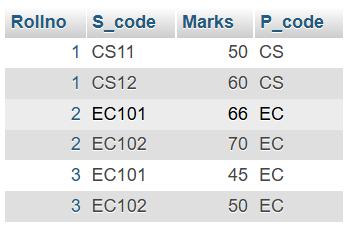 Rollno S_code Marks P_code
1 CS11 50 CS
1 CS12 60 CS
2 EC101 66 EC
2 EC102 70 EC
3 EC101 45 EC
3 EC102 50 EC